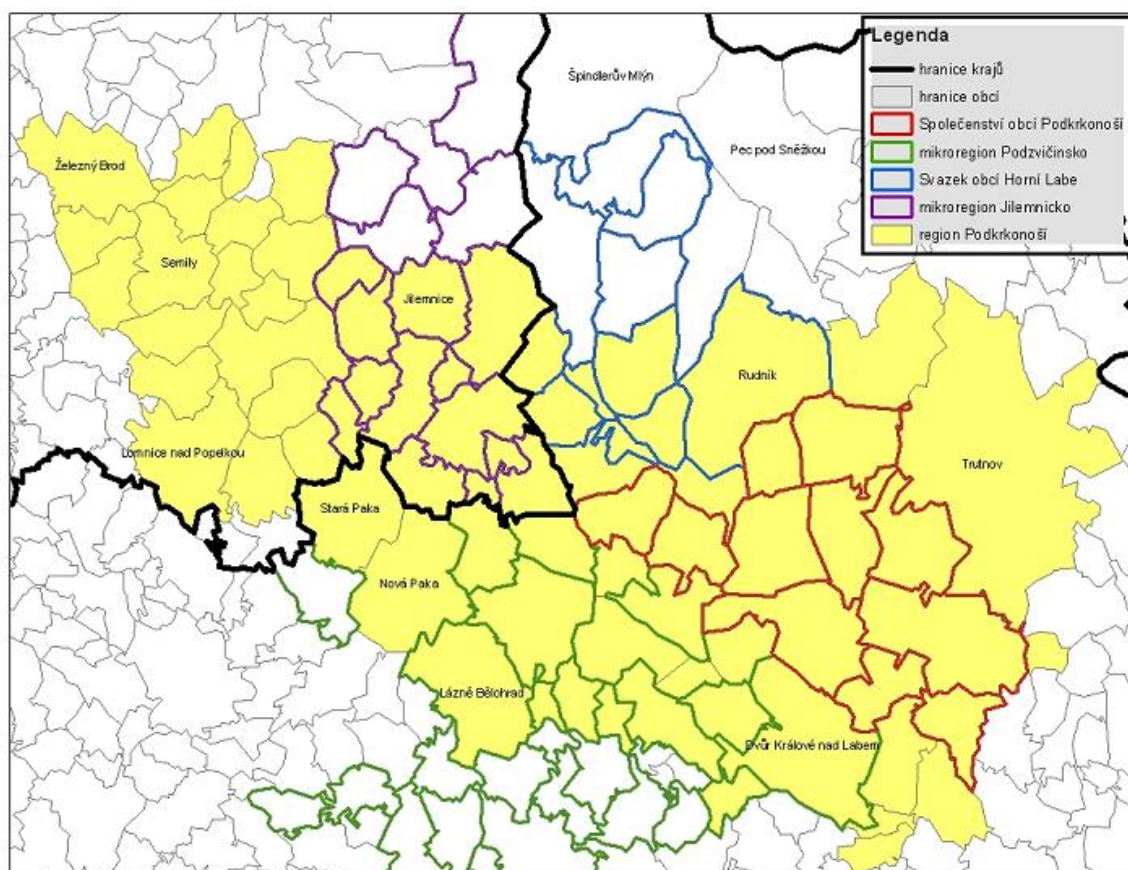 Legenda
hranice krajů
hranice obcí
Společenství obcí Podkrkonoší
mikroregion Podzvičinsko
Svazek obcí Horní Labe
mikroregion Jilemnicko
region Podkrkonoší
Špindlerův Mlýn
Pec pod Sněžkou
Železný Brod
Semily
Jilemnice
Rudník
Lomnice nad Popelkou
Trutnov
Stará Paka
Nová Paka
Lázně Bělohrad
Dvůr Králové nad Labem